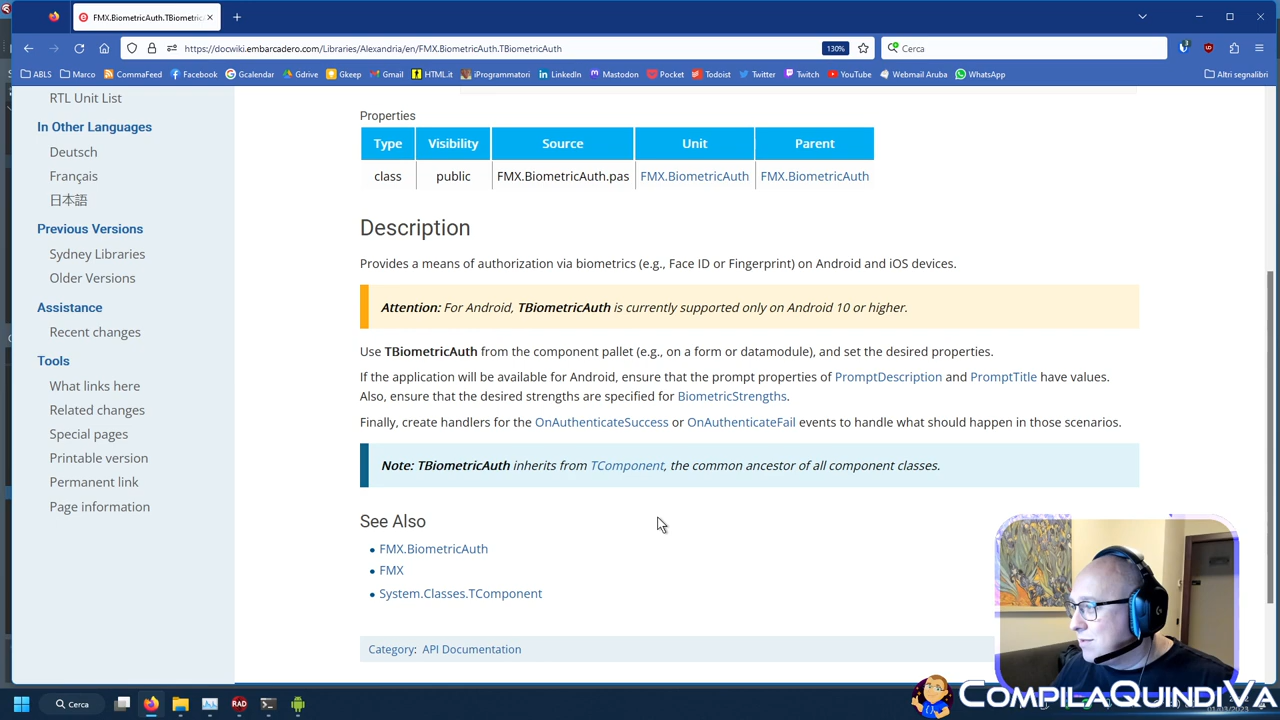 FMX.BiometricAuth.TBiometric
https://docwiki.embarcadero.com/Libraries/Alexandria/en/FMX.BiometricAuth.TBiometricAuth
130%
Cerca
ABLS
Marco
CommaFeed
Facebook
Gcalendar
Gdrive
Gkeep
Gmail
HTML.it
iProgrammatori
LinkedIn
Mastodon
Pocket
Todoist
Twitter
Twitch
YouTube
Webmail Aruba
WhatsApp
Altri segnalibri
RTL Unit List
In Other Languages
Deutsch
Français
日本語
Previous Versions
Sydney Libraries
Older Versions
Assistance
Recent changes
Tools
What links here
Related changes
Special pages
Printable version
Permanent link
Page information
Properties
Type Visibility Source Unit Parent
class public FMX.BiometricAuth.pas FMX.BiometricAuth FMX.BiometricAuth
Description
Provides a means of authorization via biometrics (e.g., Face ID or Fingerprint) on Android and iOS devices.
Attention: For Android, TBiometricAuth is currently supported only on Android 10 or higher.
Use TBiometricAuth from the component pallet (e.g., on a form or datamodule), and set the desired properties.
If the application will be available for Android, ensure that the prompt properties of PromptDescription and PromptTitle have values.
Also, ensure that the desired strengths are specified for BiometricStrengths.
Finally, create handlers for the OnAuthenticateSuccess or OnAuthenticateFail events to handle what should happen in those scenarios.
Note: TBiometricAuth inherits from TComponent, the common ancestor of all component classes.
See Also
FMX.BiometricAuth
FMX
System.Classes.TComponent
Category: API Documentation
Cerca
RAD
COMPILAQUINDIVA